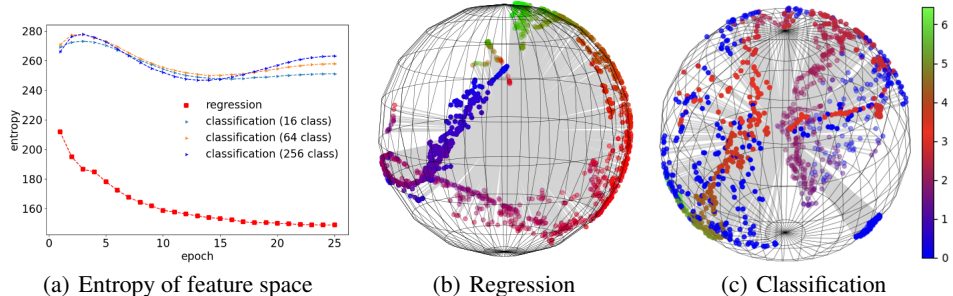 280
260
240
220
200
180
160
entropy
regression
classification (16 class)
classification (64 class)
classification (256 class)
0 5 10 15 20 25
epoch
6
5
4
3
2
1
0
(a) Entropy of feature space (b) Regression (c) Classification